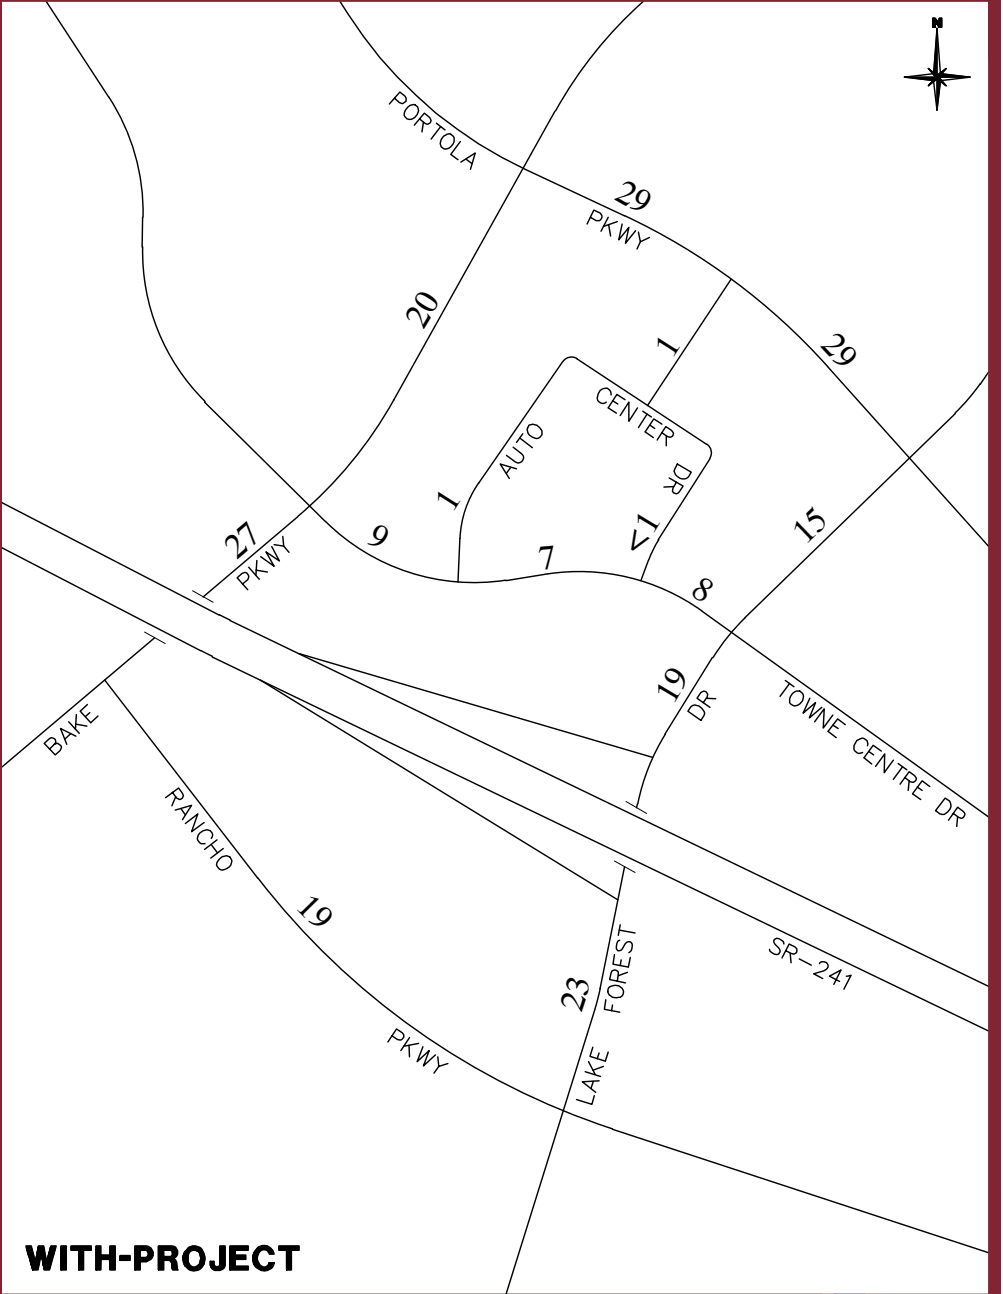 N
PORTOLA
29
PKWY
20
1
29
CENTER
AUTO
DR
1
<1
15
27
PKWY
9
7
8
19
DR
TOWNE CENTRE DR
BAKE
RANCHO
19
PKWY
SR-241
FOREST
23
LAKE
WITH-PROJECT